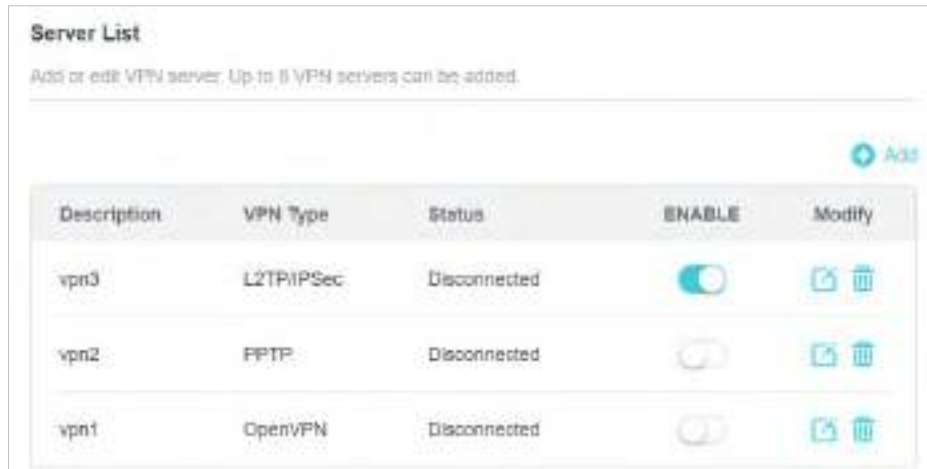 Server List
Add or edit VPN server. Up to 6 VPN servers can be added.
Add
Description VPN Type Status ENABLE Modify
vpn3 L2TP/IPSec Disconnected
vpn2 PPTP Disconnected
vpn1 OpenVPN Disconnected